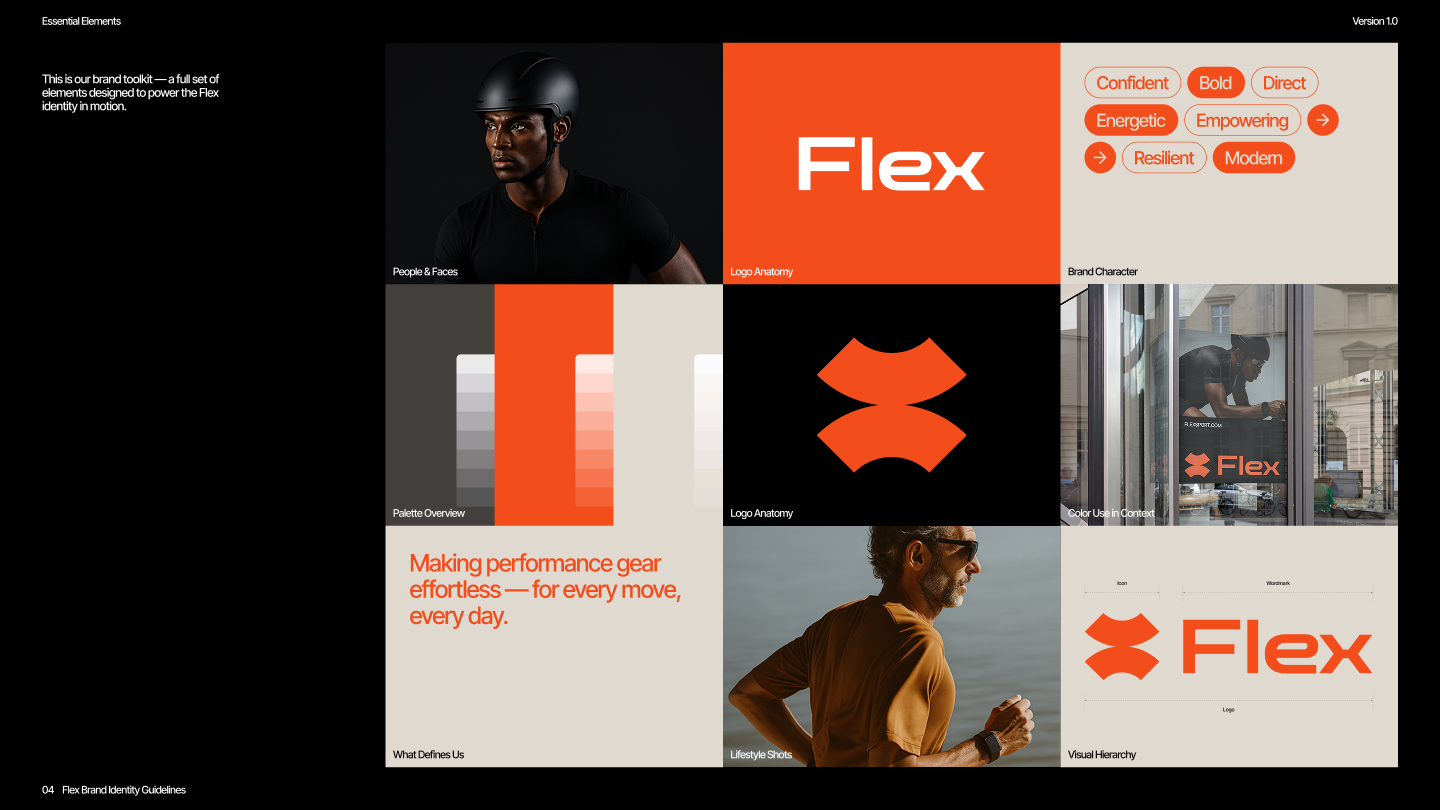 Essential Elements
Version 1.0
This is our brand toolkit — a full set of
elements designed to power the Flex
identity in motion.
People & Faces
Flex
Logo Anatomy
Confident
Bold
Direct
Energetic
Empowering
→
→
Resilient
Modern
Brand Character
Palette Overview
Logo Anatomy
FLEXSPORT.COM
Flex
Color Use in Context
Making performance gear
effortless — for every move,
every day.
What Defines Us
Lifestyle Shots
Icon
Wordmark
Flex
Logo
Visual Hierarchy
04 Flex Brand Identity Guidelines